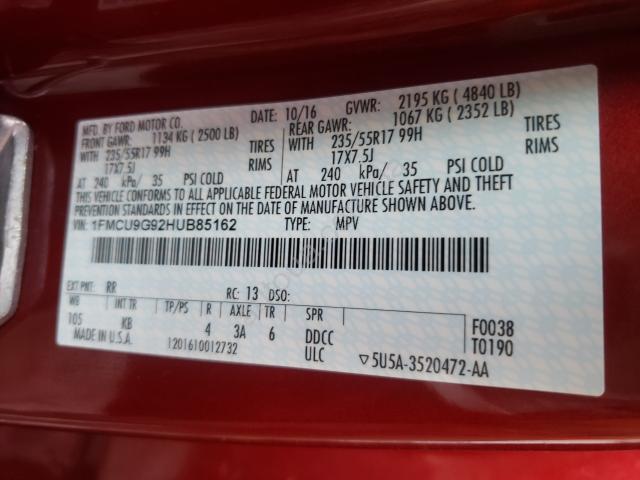 MFD. BY FORD MOTOR CO. DATE: 10/16 GVWR: 2195 KG ( 4840 LB)
FRONT GAWR: 1134 KG ( 2500 LB) REAR GAWR: 1067 KG ( 2352 LB)
WITH 235/55R17 99H TIRES WITH 235/55R17 99H TIRES
17X7.5J RIMS 17X7.5J RIMS
AT 240 kPa/ 35 PSI COLD AT 240 kPa/ 35 PSI COLD
THIS VEHICLE CONFORMS TO ALL APPLICABLE FEDERAL MOTOR VEHICLE SAFETY AND THEFT
PREVENTION STANDARDS IN EFFECT ON THE DATE OF MANUFACTURE SHOWN ABOVE.
VIN: 1FMCU9G92HUB85162 TYPE: MPV
EXT PNT: RR RC: 13 DSO:
WB INT TR TP/PS R AXLE TR SPR
105 KB 4 3A 6 DDCC F0038
MADE IN U.S.A. 1201610012732 ULC ▽5U5A-3520472-AA T0190